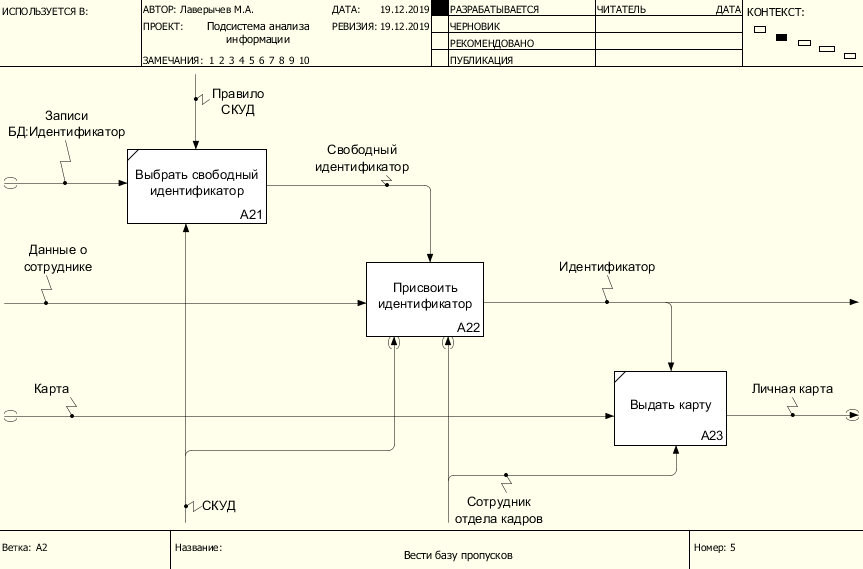 ИСПОЛЬЗУЕТСЯ В:
АВТОР: Лаверычев М.А.
ДАТА: 19.12.2019
РАЗРАБАТЫВАЕТСЯ
ЧИТАТЕЛЬ
ДАТА
КОНТЕКСТ:
ПРОЕКТ: Подсистема анализа
информации
РЕВИЗИЯ: 19.12.2019
ЧЕРНОВИК
РЕКОМЕНДОВАНО
ЗАМЕЧАНИЯ: 1 2 3 4 5 6 7 8 9 10
ПУБЛИКАЦИЯ
Правило
СКУД
Записи
БД:Идентификатор
Выбрать свободный
идентификатор
A21
Свободный
идентификатор
Данные о
сотруднике
Присвоить
идентификатор
A22
Идентификатор
Карта
Выдать карту
A23
Личная карта
СКУД
Сотрудник
отдела кадров
Ветка: A2
Название:
Вести базу пропусков
Номер: 5